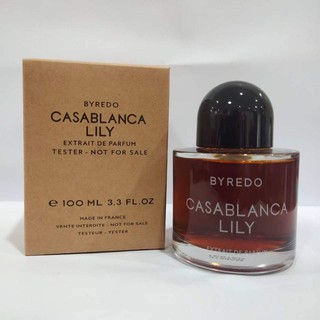 BYREDO
CASABLANCA
LILY
EXTRAIT DE PARFUM
TESTER - NOT FOR SALE
℮ 100 ML 3.3 FL.OZ
MADE IN FRANCE
VENTE INTERDITE - NOT FOR SALE
TESTEUR - TESTER
BYREDO
CASABLANCA
LILY
EXTRAIT DE PARFUM